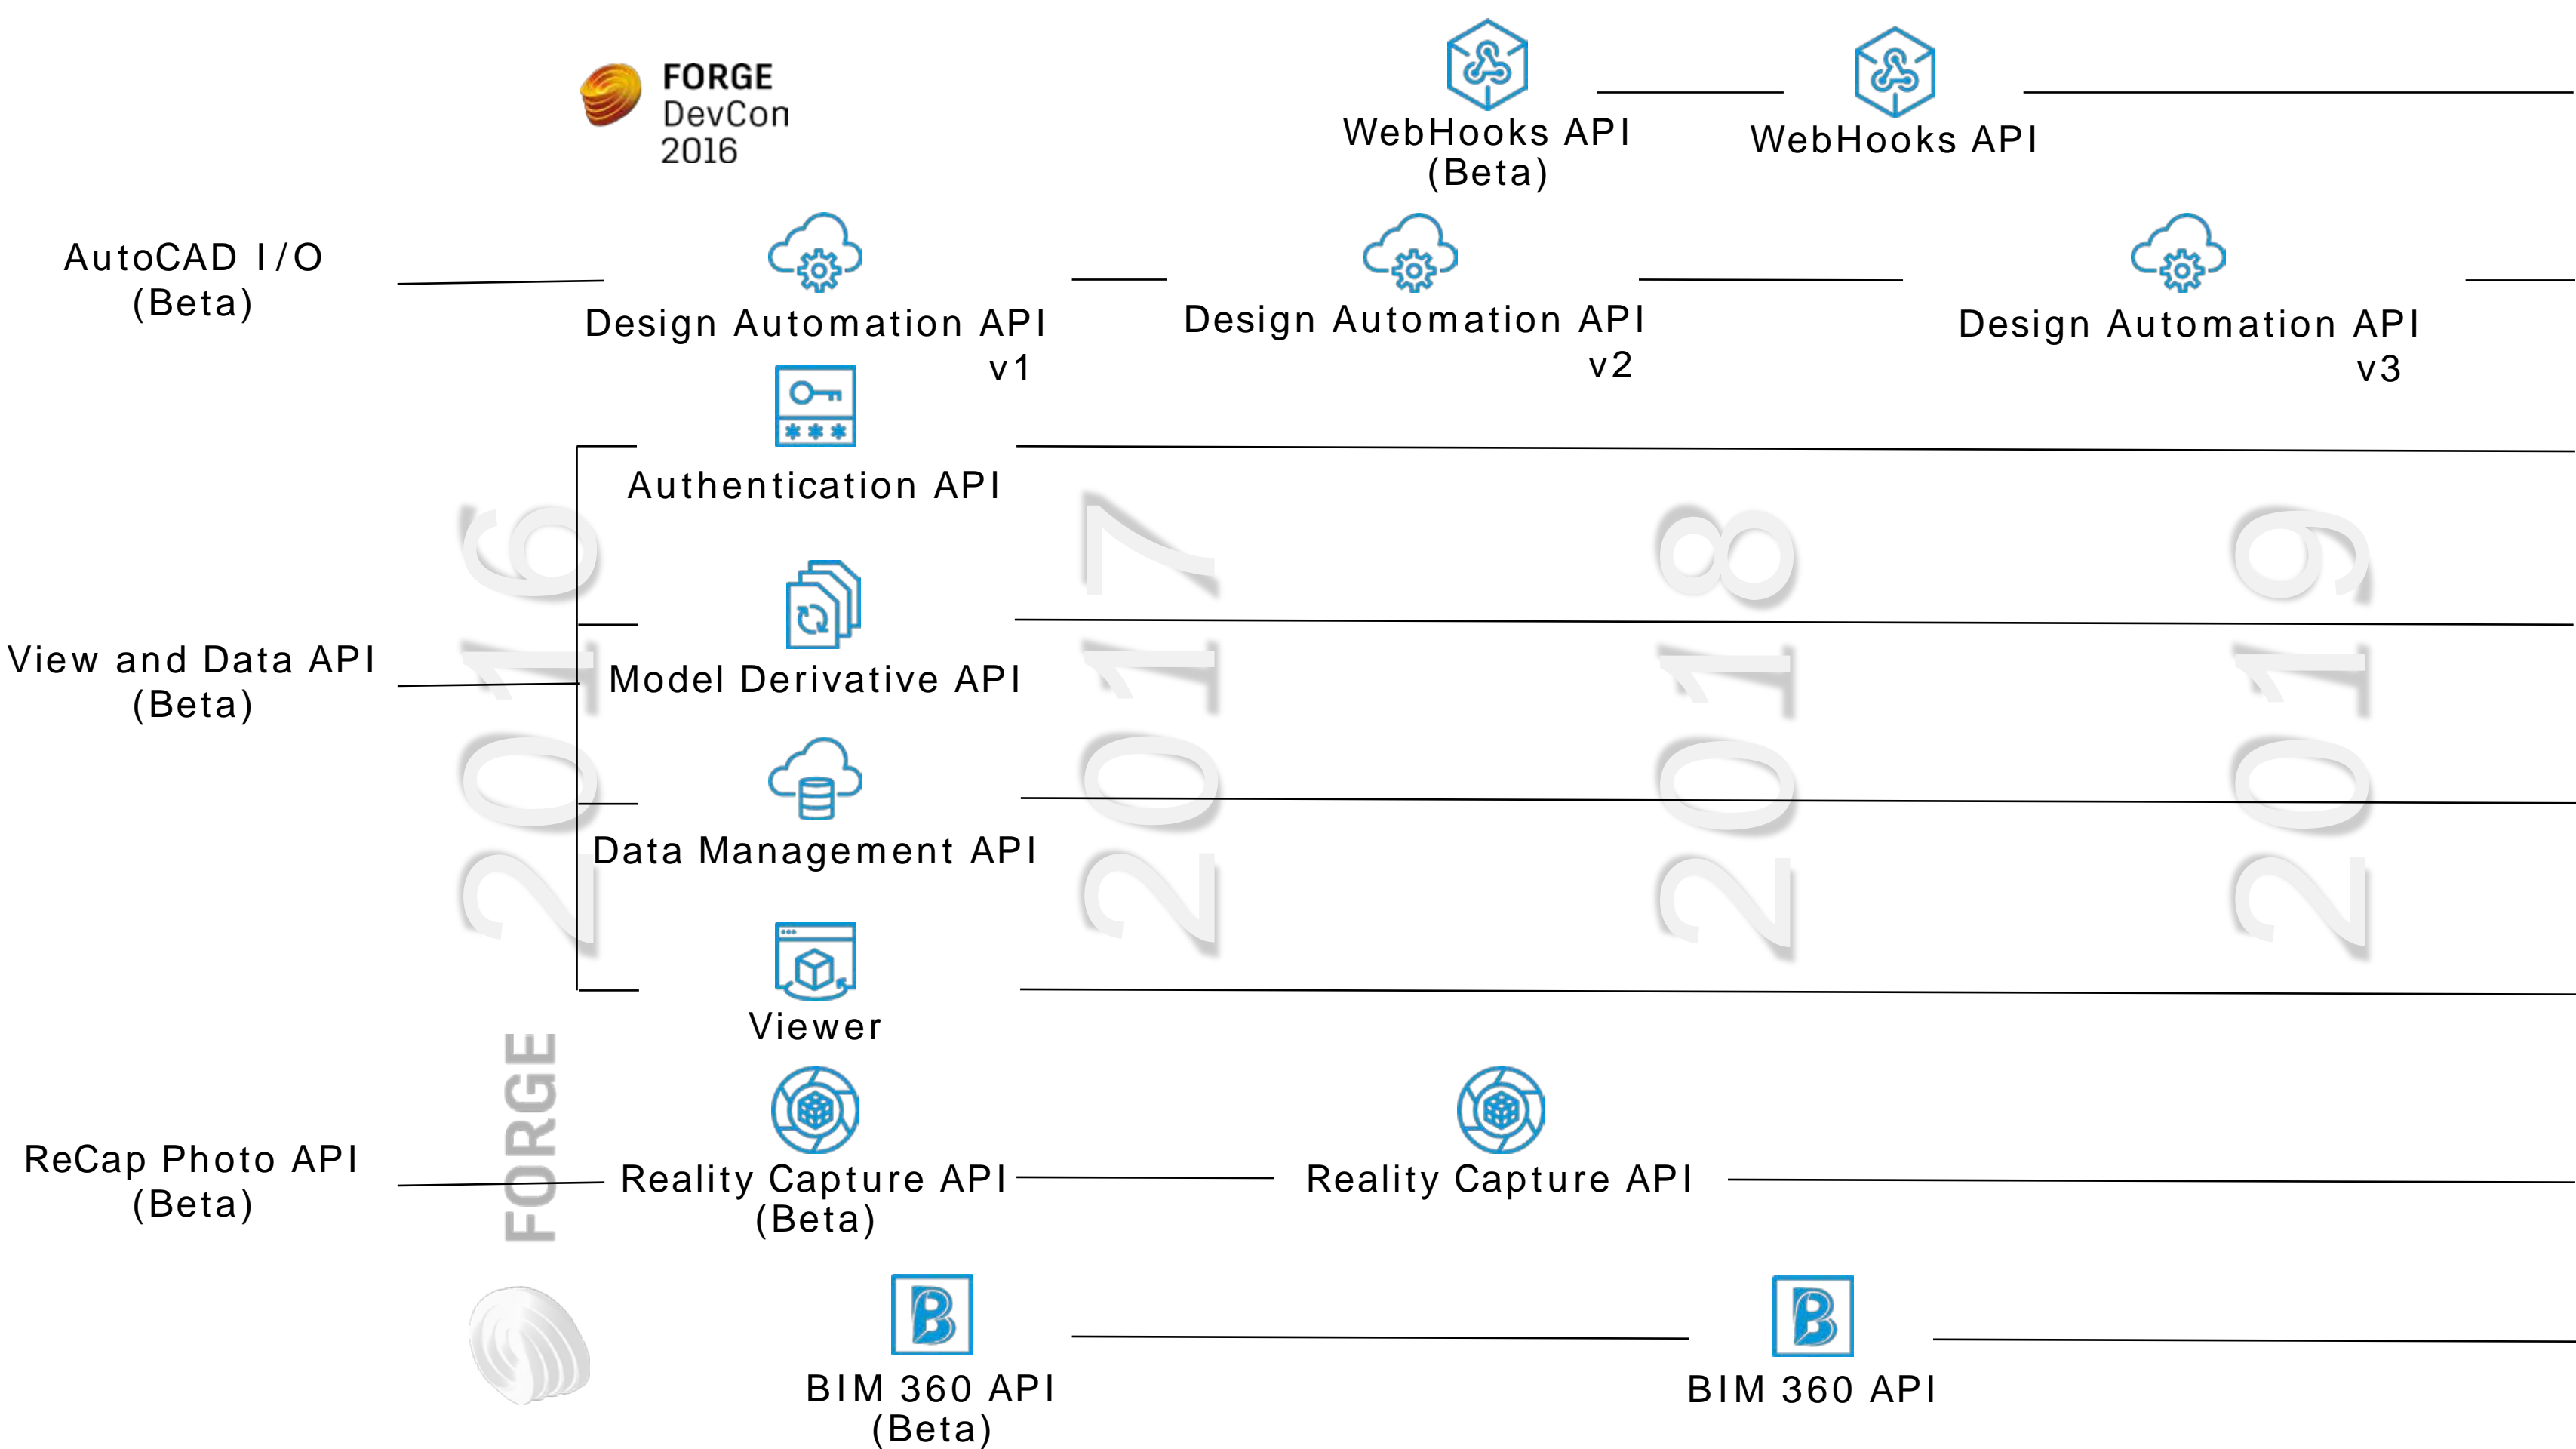 FORGE
DevCon
2016
WebHooks API
(Beta)
WebHooks API
AutoCAD I/O
(Beta)
Design Automation API
v1
Design Automation API
v2
Design Automation API
v3
Authentication API
View and Data API
(Beta)
Model Derivative API
Data Management API
Viewer
2016
2017
2018
2019
FORGE
ReCap Photo API
(Beta)
Reality Capture API
(Beta)
Reality Capture API
BIM 360 API
(Beta)
BIM 360 API